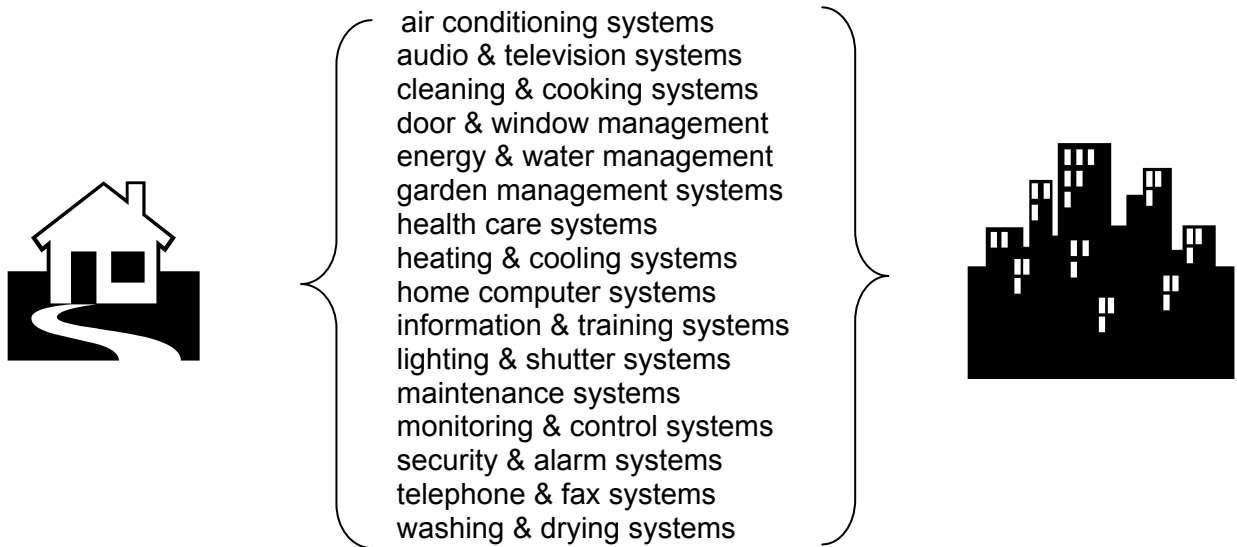 air conditioning systems
audio & television systems
cleaning & cooking systems
door & window management
energy & water management
garden management systems
health care systems
heating & cooling systems
home computer systems
information & training systems
lighting & shutter systems
maintenance systems
monitoring & control systems
security & alarm systems
telephone & fax systems
washing & drying systems